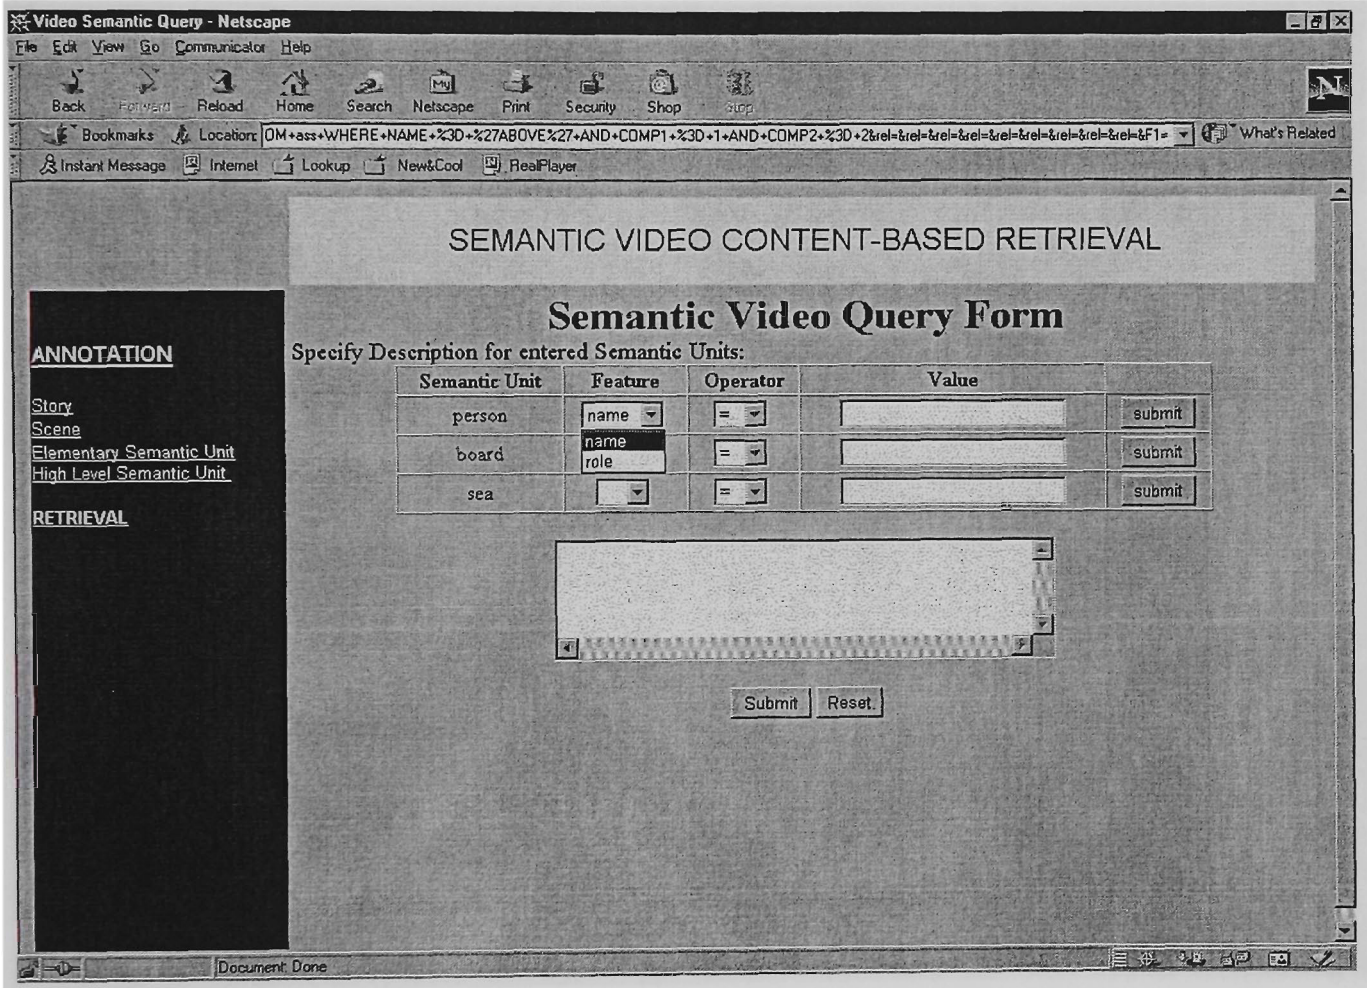 Video Semantic Query - Netscape
File Edit View Go Communicator Help
Back Forward Reload Home Search Netscape Print Security Shop Stop
My
N
Bookmarks Location: OM+ass+WHERE+NAME+%3D+%27ABOVE%27+AND+COMP1+%3D+1+AND+COMP2+%3D+2&rel=&rel=&rel=&rel=&rel=&rel=&rel=&rel=&rel=&F1= What's Related
Instant Message Internet Lookup New&Cool RealPlayer
SEMANTIC VIDEO CONTENT-BASED RETRIEVAL
ANNOTATION
Story
Scene
Elementary Semantic Unit
High Level Semantic Unit
RETRIEVAL
Semantic Video Query Form
Specify Description for entered Semantic Units:
Semantic Unit Feature Operator Value
person name = submit
name
board = submit
role
sea = submit
Submit Reset
Document: Done